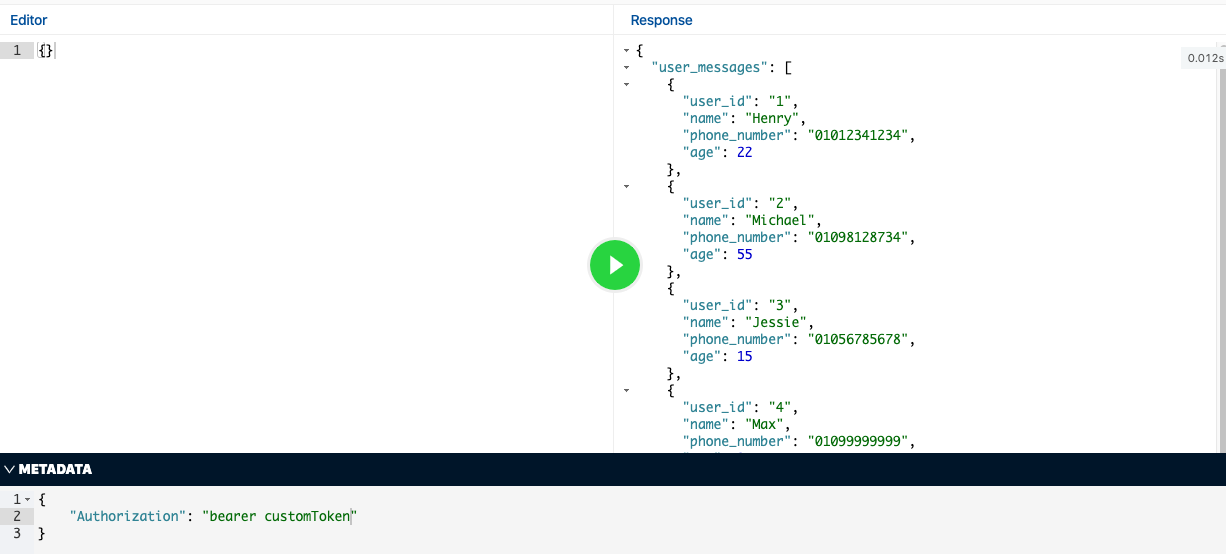 Editor
1 {}
Response
{
"user_messages": [
{
"user_id": "1",
"name": "Henry",
"phone_number": "01012341234",
"age": 22
},
{
"user_id": "2",
"name": "Michael",
"phone_number": "01098128734",
"age": 55
},
{
"user_id": "3",
"name": "Jessie",
"phone_number": "01056785678",
"age": 15
},
{
"user_id": "4",
"name": "Max",
"phone_number": "01099999999",
0.012s
METADATA
1 {
2 "Authorization": "bearer customToken"
3 }